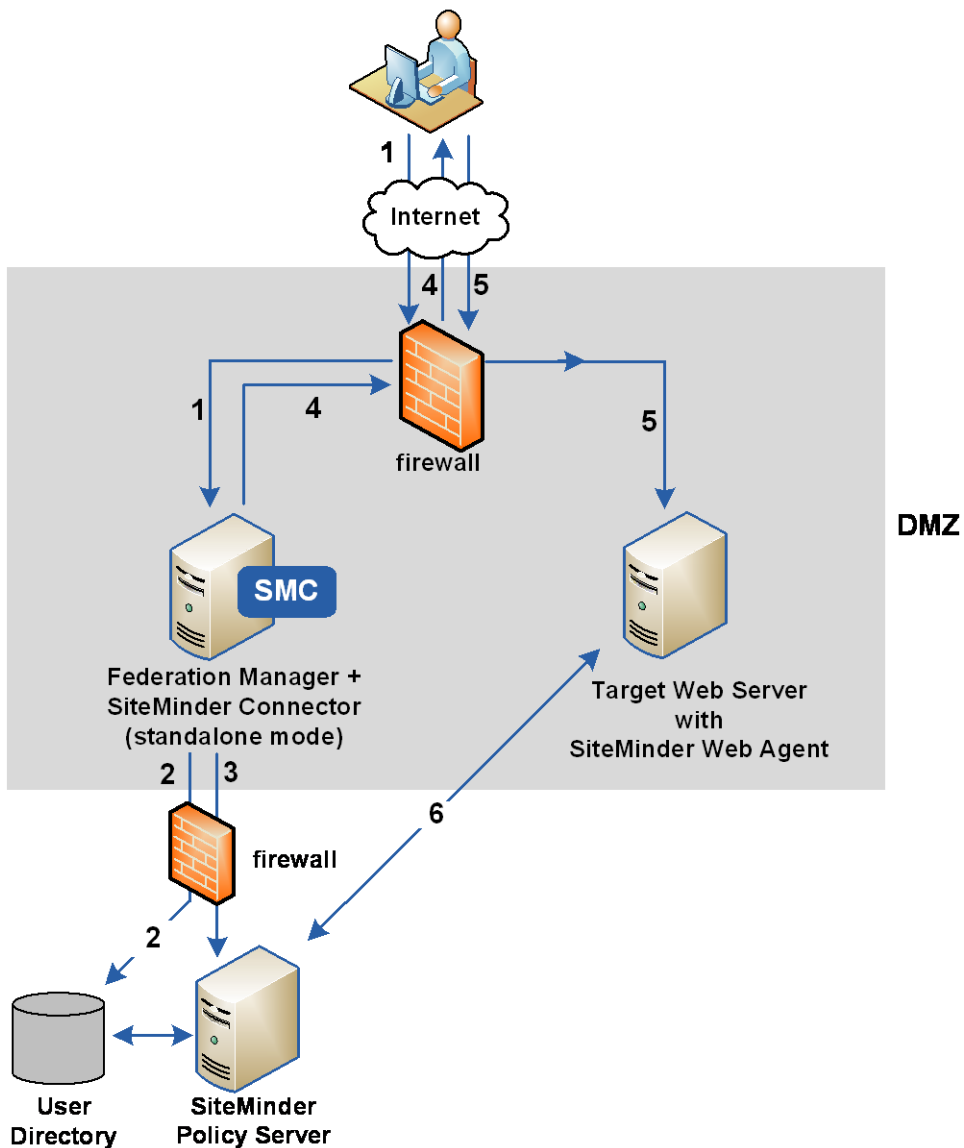 1
Internet
4
5
1
4
firewall
5
DMZ
SMC
Federation Manager +
SiteMinder Connector
(standalone mode)
Target Web Server
with
SiteMinder Web Agent
2
3
6
firewall
2
User
Directory
SiteMinder
Policy Server